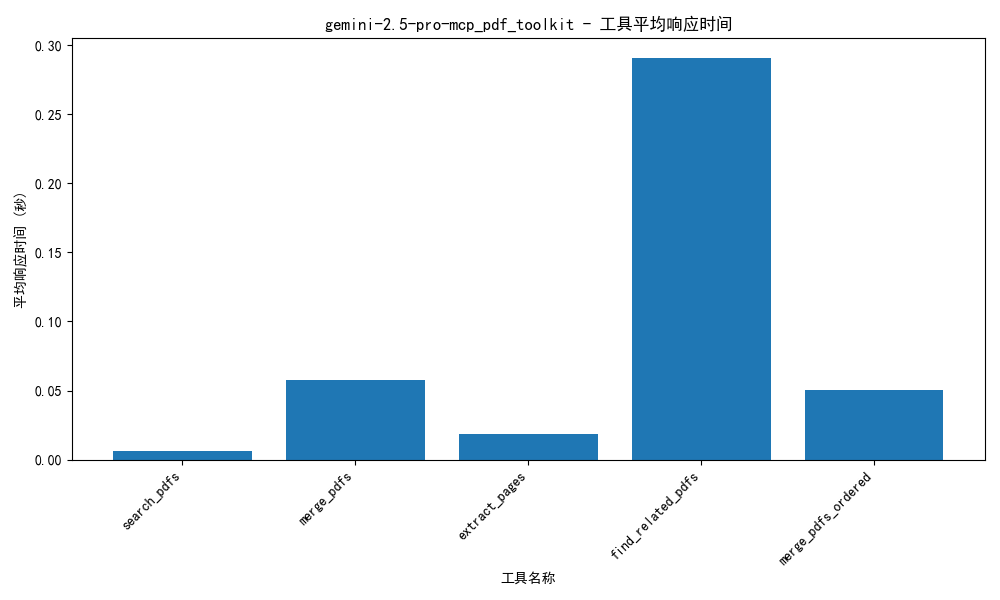 gemini-2.5-pro-mcp_pdf_toolkit - 工具平均响应时间
平均响应时间 (秒)
0.30
0.25
0.20
0.15
0.10
0.05
0.00
search_pdfs
merge_pdfs
extract_pages
find_related_pdfs
merge_pdfs_ordered
工具名称